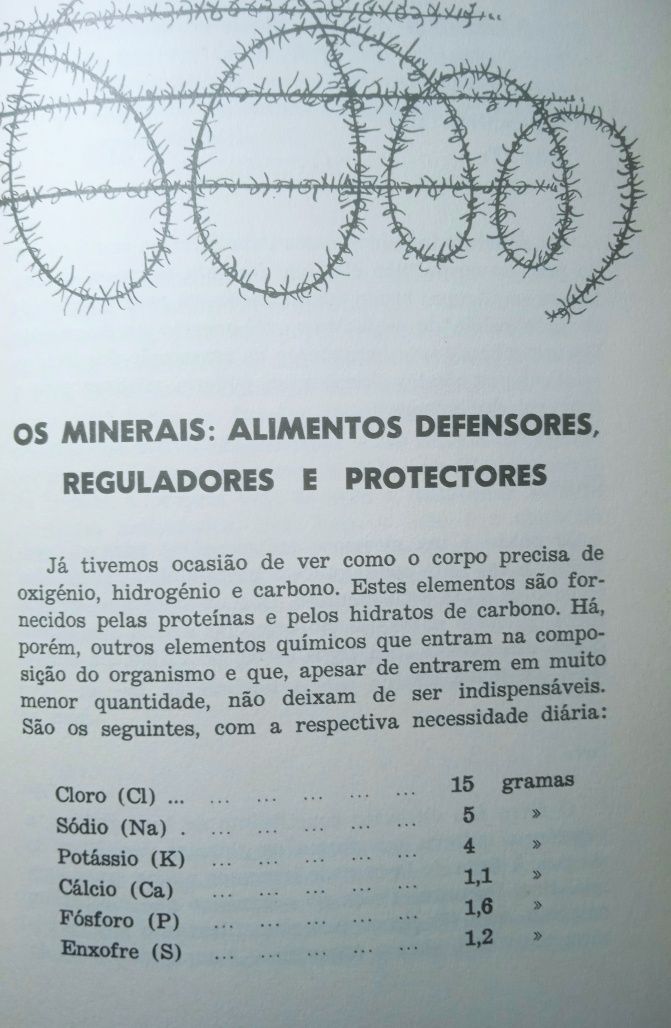 OS MINERAIS: ALIMENTOS DEFENSORES,
REGULADORES E PROTECTORES
Já tivemos ocasião de ver como o corpo precisa de
oxigénio, hidrogénio e carbono. Estes elementos são for-
necidos pelas proteínas e pelos hidratos de carbono. Há,
porém, outros elementos químicos que entram na compo-
sição do organismo e que, apesar de entrarem em muito
menor quantidade, não deixam de ser indispensáveis.
São os seguintes, com a respectiva necessidade diária:
Cloro (Cl) ... ... ... ... ... ... 15 gramas
Sódio (Na) . ... ... ... ... ... 5 »
Potássio (K) ... ... ... ... ... 4 »
Cálcio (Ca) ... ... ... ... ... 1,1 »
Fósforo (P) ... ... ... ... ... 1,6 »
Enxofre (S) ... ... ... ... ... 1,2 »